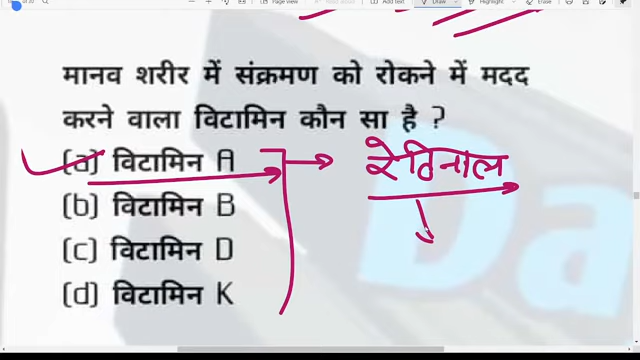 मानव शरीर में संक्रमण को रोकने में मदद
करने वाला विटामिन कौन सा है ?
(a) विटामिन A
रेटिनाल
(b) विटामिन B
(c) विटामिन D
(d) विटामिन K